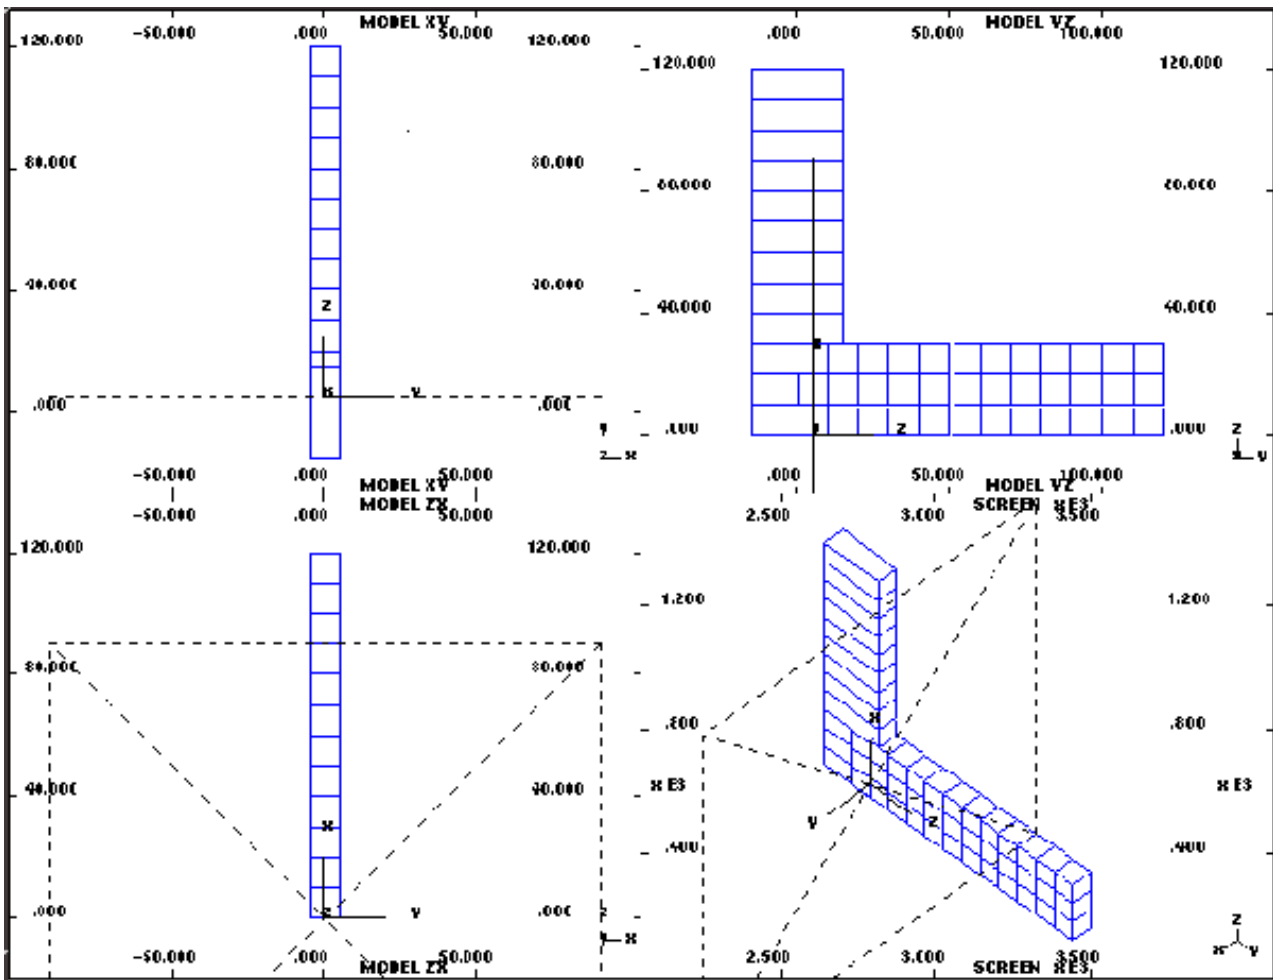 MODEL XY
-50.000 .000 50.000
120.000 120.000
80.000 80.000
40.000 40.000
Z
X Y
.000 .000
Y
Z X
-50.000 .000 50.000
MODEL XY
MODEL YZ
.000 50.000 100.000
120.000 120.000
80.000 80.000
40.000 40.000
.000 Z .000
Z
X Y
.000 50.000 100.000
MODEL YZ
MODEL ZX
-50.000 .000 50.000
120.000 120.000
80.000 80.000
40.000 40.000
X
.000 Z Y .000
Z
Y X
-50.000 .000 50.000
MODEL ZX
SCREEN X E3
2.500 3.000 3.500
1.200 1.200
X
.800 .800
X E3 X E3
Y Z
.400 .400
Z
X Y
2.500 3.000 3.500
SCREEN X E3